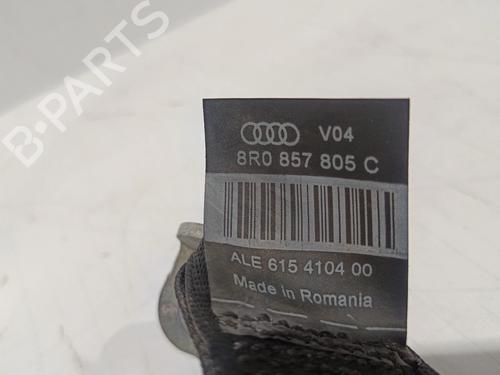 B-PARTS
V04
8R0 857 805 C
ALE 615 4104 00
Made in Romania